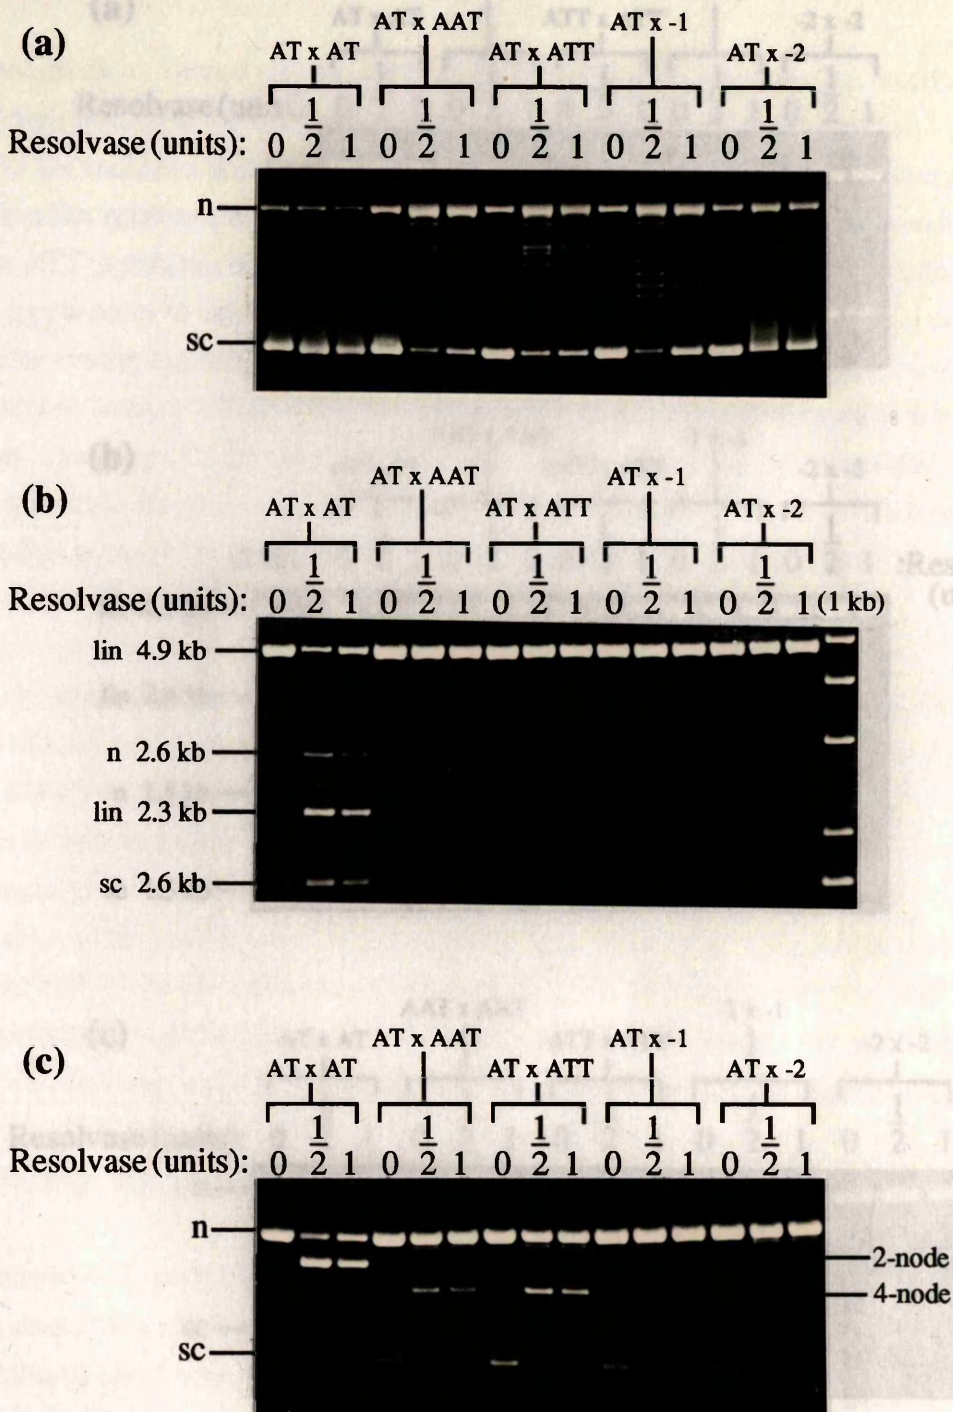 (a)
AT x AAT AT x -1
AT x AT AT x ATT AT x -2
Resolvase (units): 0 1/2 1 0 1/2 1 0 1/2 1 0 1/2 1 0 1/2 1
n
sc
(b)
AT x AAT AT x -1
AT x AT AT x ATT AT x -2
Resolvase (units): 0 1/2 1 0 1/2 1 0 1/2 1 0 1/2 1 0 1/2 1 (1 kb)
lin 4.9 kb
n 2.6 kb
lin 2.3 kb
sc 2.6 kb
(c)
AT x AAT AT x -1
AT x AT AT x ATT AT x -2
Resolvase (units): 0 1/2 1 0 1/2 1 0 1/2 1 0 1/2 1 0 1/2 1
n
2-node
4-node
sc